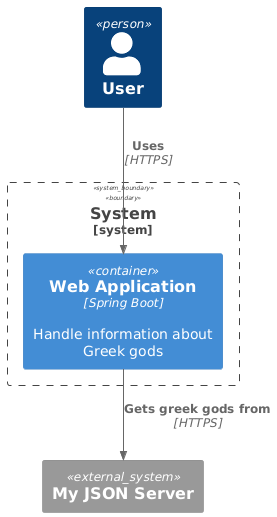 «person»
User
Uses
[HTTPS]
«system_boundary»
«boundary»
System
[system]
«container»
Web Application
[Spring Boot]
Handle information about
Greek gods
Gets greek gods from
[HTTPS]
«external_system»
My JSON Server